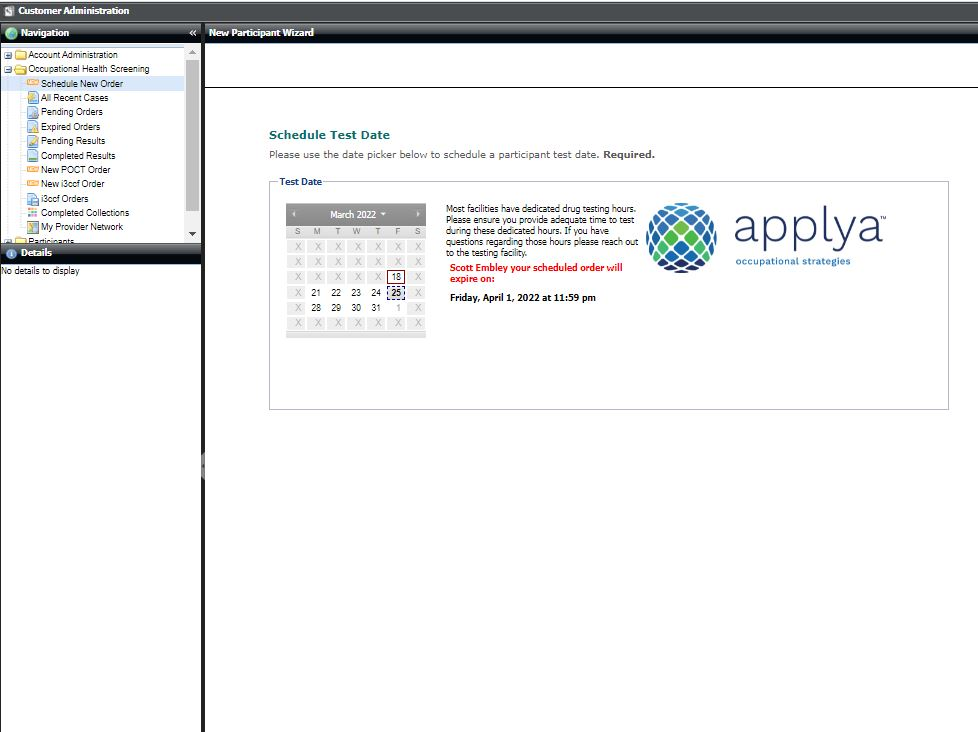 Customer Administration
Navigation
«
Account Administration
Occupational Health Screening
Schedule New Order
All Recent Cases
Pending Orders
Expired Orders
Pending Results
Completed Results
New POCT Order
New i3ccf Order
i3ccf Orders
Completed Collections
My Provider Network
Participants
Details
No details to display
New Participant Wizard
Schedule Test Date
Please use the date picker below to schedule a participant test date. Required.
Test Date
March 2022
S M T W T F S
X X X X X X X
X X X X X X X
X X X X X 18 X
X 21 22 23 24 25 X
X 28 29 30 31 1 X
X X X X X X X
Most facilities have dedicated drug testing hours.
Please ensure you provide adequate time to test
during these dedicated hours. If you have
questions regarding those hours please reach out
to the testing facility.
Scott Embley your scheduled order will
expire on:
Friday, April 1, 2022 at 11:59 pm
applya™
occupational strategies